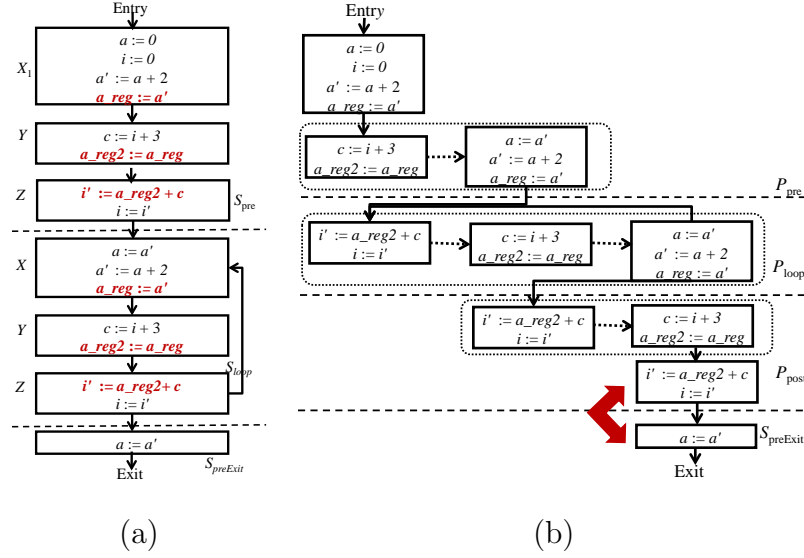 Entry
a := 0
i := 0
a' := a + 2
a_reg := a'
X1
Y
c := i + 3
a_reg2 := a_reg
Z
i' := a_reg2 + c
i := i'
Spre
X
a := a'
a' := a + 2
a_reg := a'
Y
c := i + 3
a_reg2 := a_reg
Sloop
Z
i' := a_reg2+ c
i := i'
a := a'
SpreExit
Exit
(a)
Entry
a := 0
i := 0
a' := a + 2
a_reg := a'
c := i + 3
a_reg2 := a_reg
a := a'
a' := a + 2
a_reg := a'
Ppre
i' := a_reg2 + c
i := i'
c := i + 3
a_reg2 := a_reg
a := a'
a' := a + 2
a_reg := a'
Ploop
i' := a_reg2 + c
i := i'
c := i + 3
a_reg2 := a_reg
i' := a_reg2 + c
i := i'
Ppost
a := a'
SpreExit
Exit
(b)